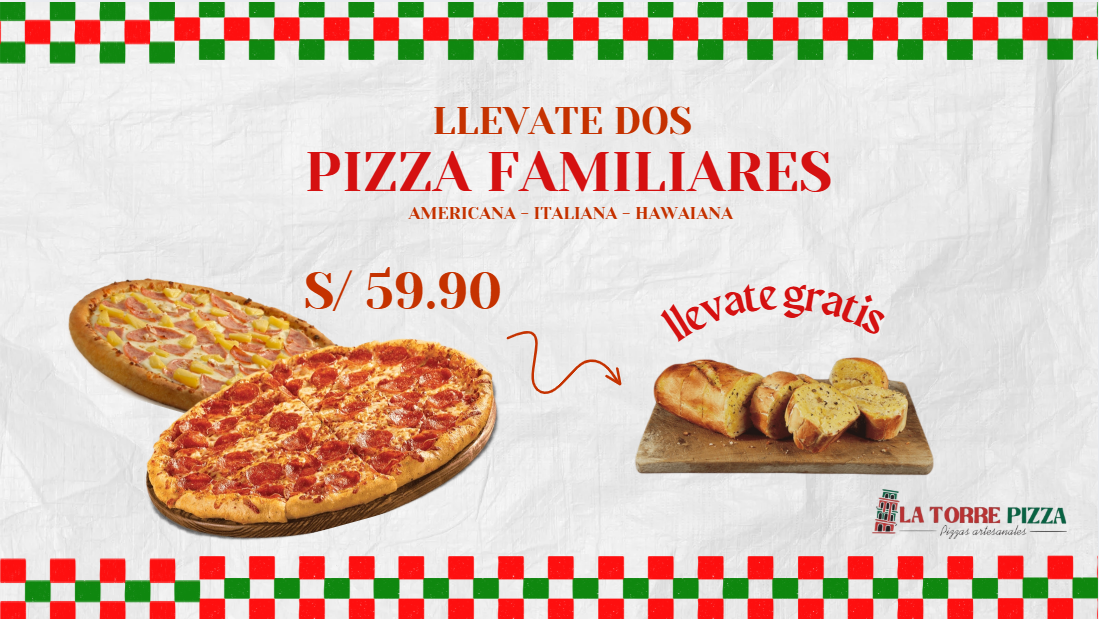 LLEVATE DOS
PIZZA FAMILIARES
AMERICANA - ITALIANA - HAWAIANA
S/ 59.90
llevate gratis
LA TORRE PIZZA
Pizzas artesanales